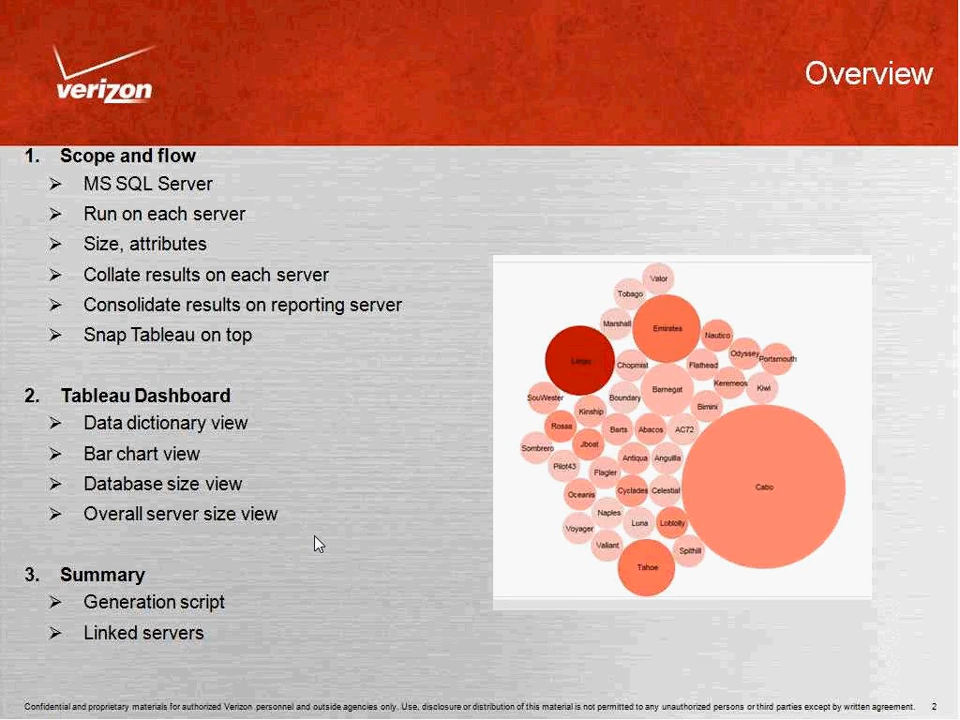 verizon
Overview
1. Scope and flow
➢ MS SQL Server
➢ Run on each server
➢ Size, attributes
➢ Collate results on each server
➢ Consolidate results on reporting server
➢ Snap Tableau on top
2. Tableau Dashboard
➢ Data dictionary view
➢ Bar chart view
➢ Database size view
➢ Overall server size view
3. Summary
➢ Generation script
➢ Linked servers
Valor
Tobago
Marshall
Emirates
Nautico
Odyssey
Portsmouth
Chopmist
Flathead
Barnegat
Keremeos
Kiwi
SouWester
Boundary
Kinship
Bimini
Rossa
Barts
Abacos
AC72
Sombrero
Jboat
Pilot43
Antiqua
Anguilla
Flagler
Cabo
Oceanis
Cyclades
Celestial
Naples
Voyager
Luna
Loblolly
Valiant
Spithill
Tahoe
Confidential and proprietary materials for authorized Verizon personnel and outside agencies only. Use, disclosure or distribution of this material is not permitted to any unauthorized persons or third parties except by written agreement.
2